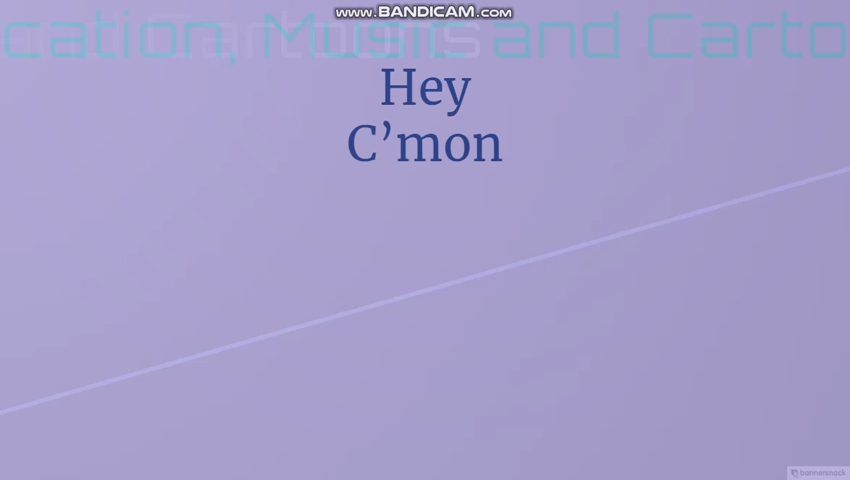 www.BANDICAM.com
cation, Music and Carto
Hey
C’mon
bannersnack